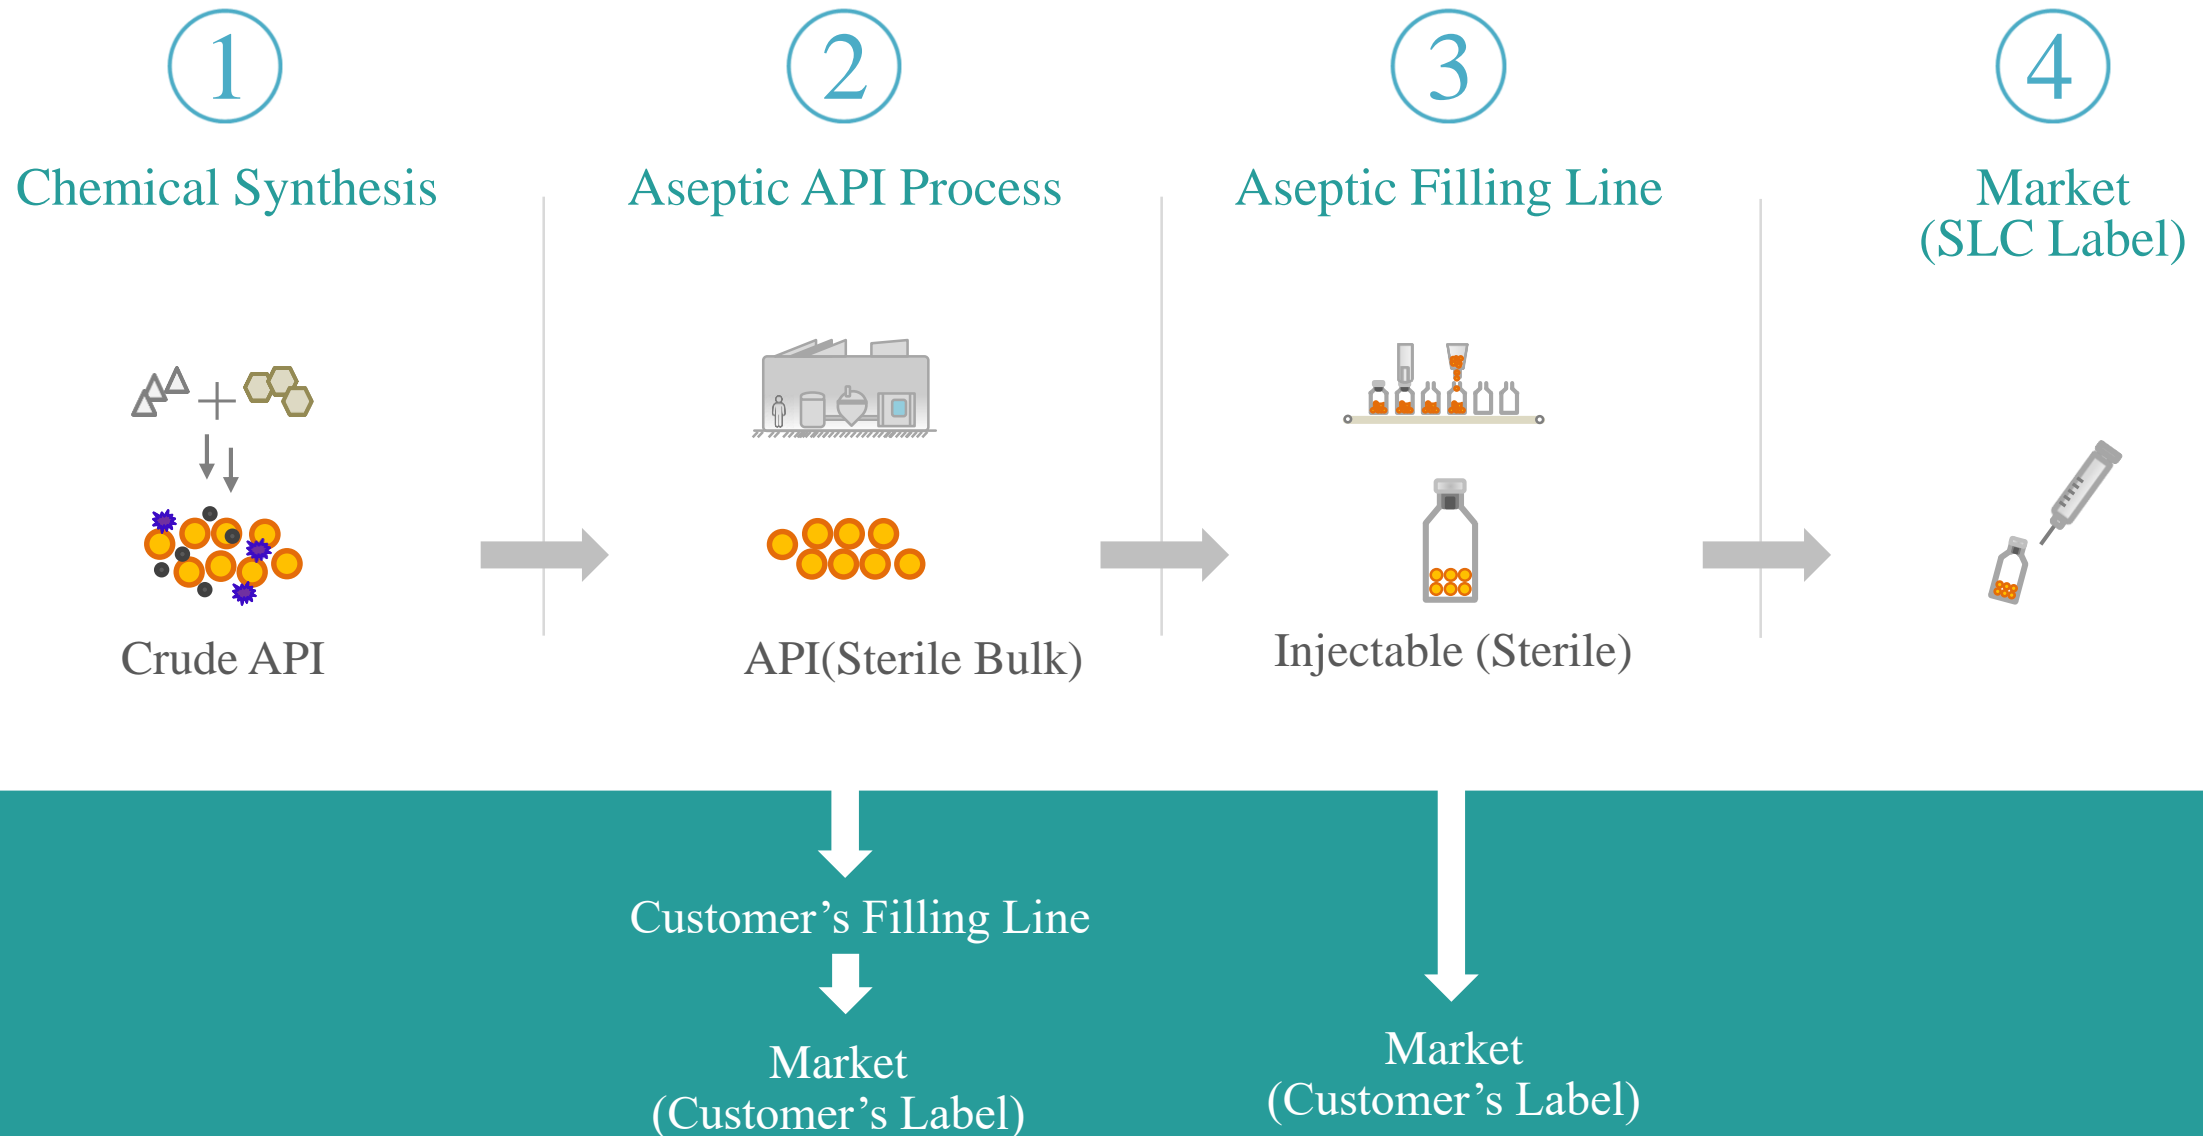 1
Chemical Synthesis
Crude API
2
Aseptic API Process
API(Sterile Bulk)
3
Aseptic Filling Line
Injectable (Sterile)
4
Market
(SLC Label)
Customer’s Filling Line
Market
(Customer’s Label)
Market
(Customer’s Label)